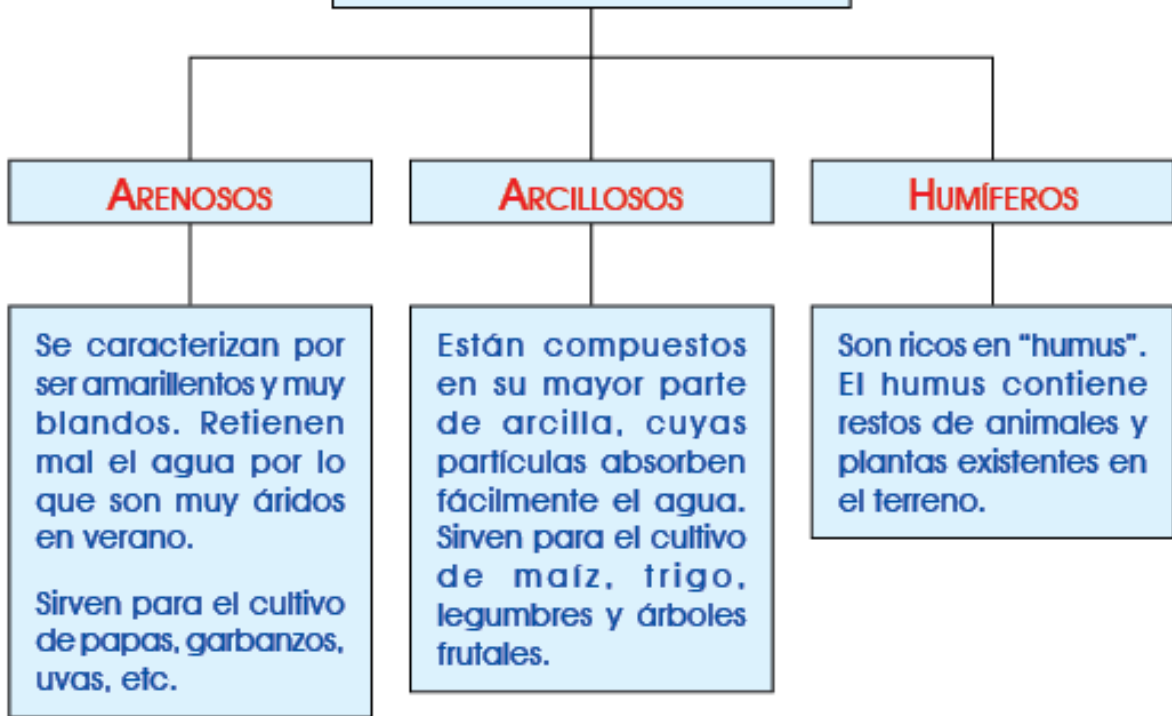 ARENOSOS
Se caracterizan por
ser amarillentos y muy
blandos. Retienen
mal el agua por lo
que son muy áridos
en verano.
Sirven para el cultivo
de papas, garbanzos,
uvas, etc.
ARCILLOSOS
Están compuestos
en su mayor parte
de arcilla, cuyas
partículas absorben
fácilmente el agua.
Sirven para el cultivo
de maíz, trigo,
legumbres y árboles
frutales.
HUMÍFEROS
Son ricos en "humus".
El humus contiene
restos de animales y
plantas existentes en
el terreno.